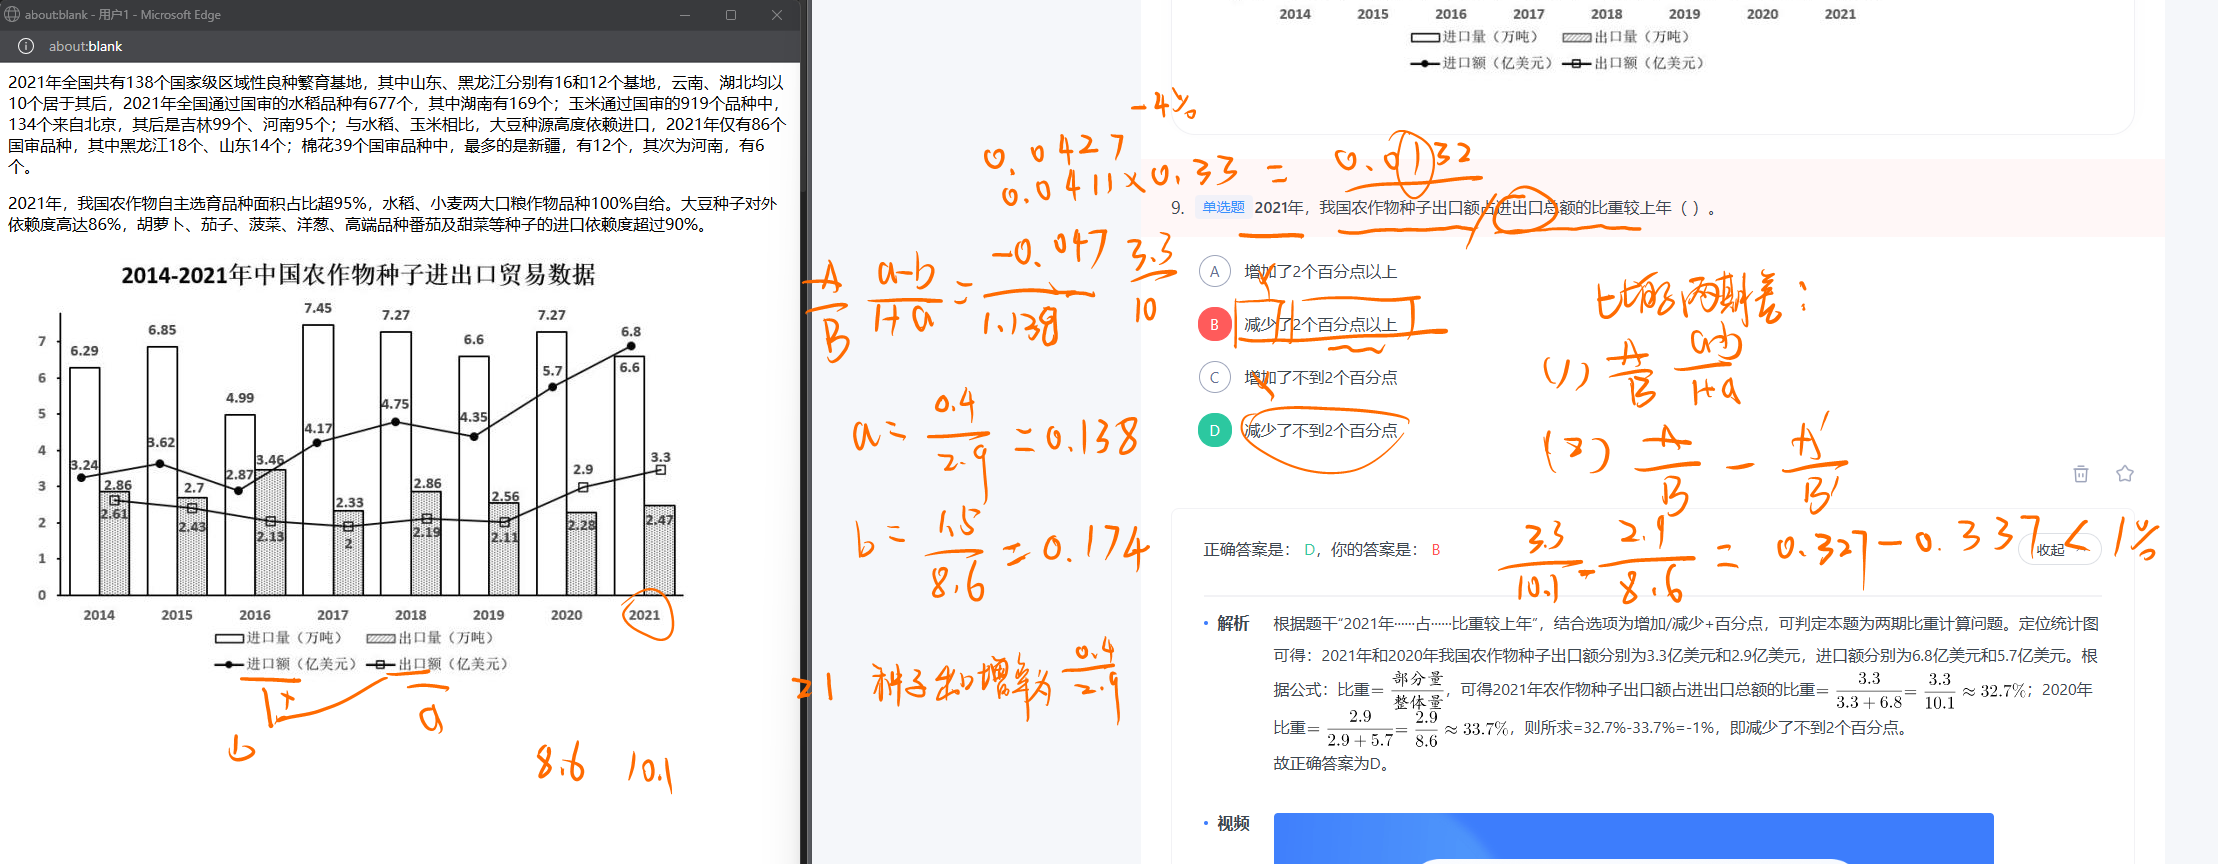 about:blank - 用户1 - Microsoft Edge
about:blank
2021年全国共有138个国家级区域性良种繁育基地，其中山东、黑龙江分别有16和12个基地，云南、湖北均以
10个居于其后，2021年全国通过国审的水稻品种有677个，其中湖南有169个；玉米通过国审的919个品种中，
134个来自北京，其后是吉林99个、河南95个；与水稻、玉米相比，大豆种源高度依赖进口，2021年仅有86个
国审品种，其中黑龙江18个、山东14个；棉花39个国审品种中，最多的是新疆，有12个，其次为河南，有6
个。
2021年，我国农作物自主选育品种面积占比超95%，水稻、小麦两大口粮作物品种100%自给。大豆种子对外
依赖度高达86%，胡萝卜、茄子、菠菜、洋葱、高端品种番茄及甜菜等种子的进口依赖度超过90%。
2014-2021年中国农作物种子进出口贸易数据
7.45
7.27
7.27
6.85
6.8
6.6
6.29
6.6
5.7
4.99
4.75
4.35
4.17
3.62
3.46
3.24
3.3
2.87
2.9
2.86
2.7
2.33
2.86
2.56
2.61
2.43
2.13
2
2.19
2.11
2.28
2.47
7
6
5
4
3
2
1
0
2014 2015 2016 2017 2018 2019 2020 2021
进口量（万吨） 出口量（万吨）
进口额（亿美元） 出口额（亿美元）
1+
a
b
8.6 10.1
2014 2015 2016 2017 2018 2019 2020 2021
进口量（万吨） 出口量（万吨）
进口额（亿美元） 出口额（亿美元）
-4%
0.0427
0.0411×0.33 = 0.0132
9. 单选题 2021年，我国农作物种子出口额占进出口总额的比重较上年（ ）。
A 增加了2个百分点以上
B 减少了2个百分点以上
C 增加了不到2个百分点
D 减少了不到2个百分点
A/B a-b/1+a = -0.047/1.138 3.3/10
a = 0.4/2.9 = 0.138
b = 1.5/8.6 = 0.174
21 种子出口增率为 0.4/2.9
比重两期差：
(1) A/B a-b/1+a
(2) A/B - A'/B'
3.3/10.1 - 2.9/8.6 = 0.327-0.337 < 1%
正确答案是： D，你的答案是： B
收起
解析
根据题干“2021年……占……比重较上年”，结合选项为增加/减少+百分点，可判定本题为两期比重计算问题。定位统计图
可得：2021年和2020年我国农作物种子出口额分别为3.3亿美元和2.9亿美元，进口额分别为6.8亿美元和5.7亿美元。根
据公式：比重=部分量/整体量，可得2021年农作物种子出口额占进出口总额的比重=3.3/(3.3+6.8)=3.3/10.1≈32.7%；2020年
比重=2.9/(2.9+5.7)=2.9/8.6≈33.7%，则所求=32.7%-33.7%=-1%，即减少了不到2个百分点。
故正确答案为D。
视频